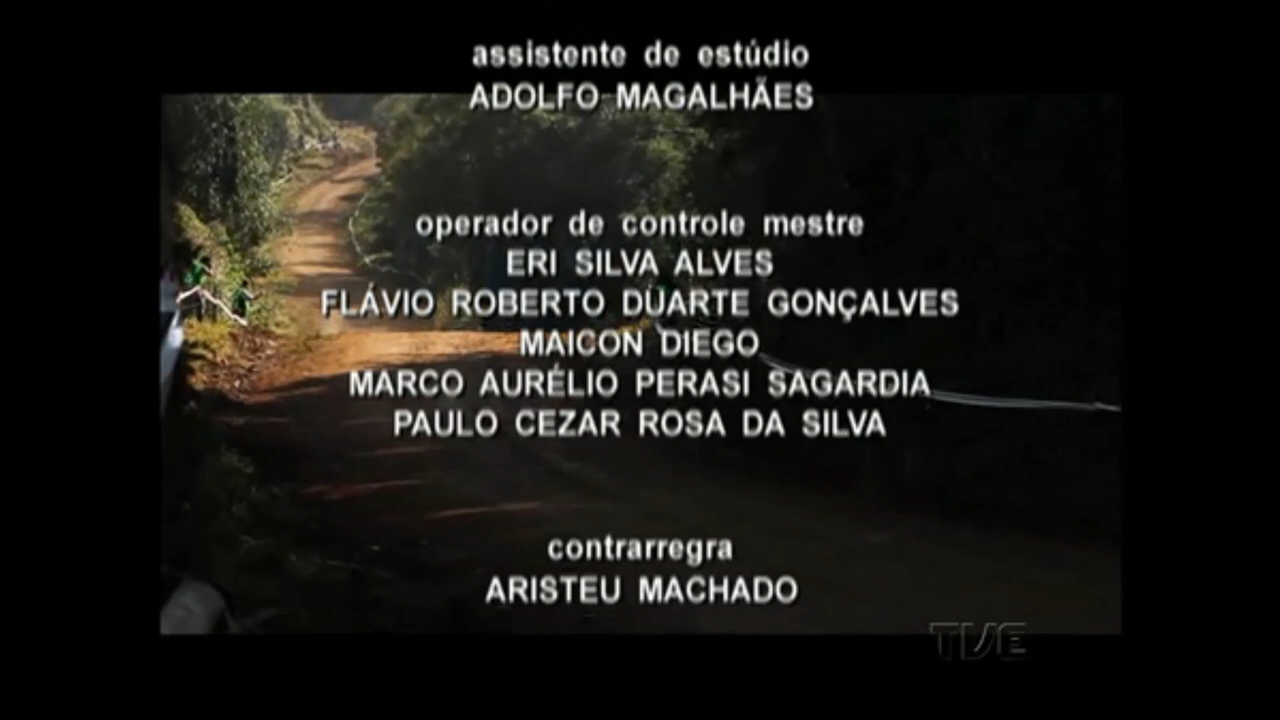 assistente de estúdio
ADOLFO MAGALHÃES
operador de controle mestre
ERI SILVA ALVES
FLÁVIO ROBERTO DUARTE GONÇALVES
MAICON DIEGO
MARCO AURÉLIO PERASI SAGARDIA
PAULO CEZAR ROSA DA SILVA
contrarregra
ARISTEU MACHADO
TVE